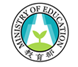 MINISTRY OF EDUCATION
教育部